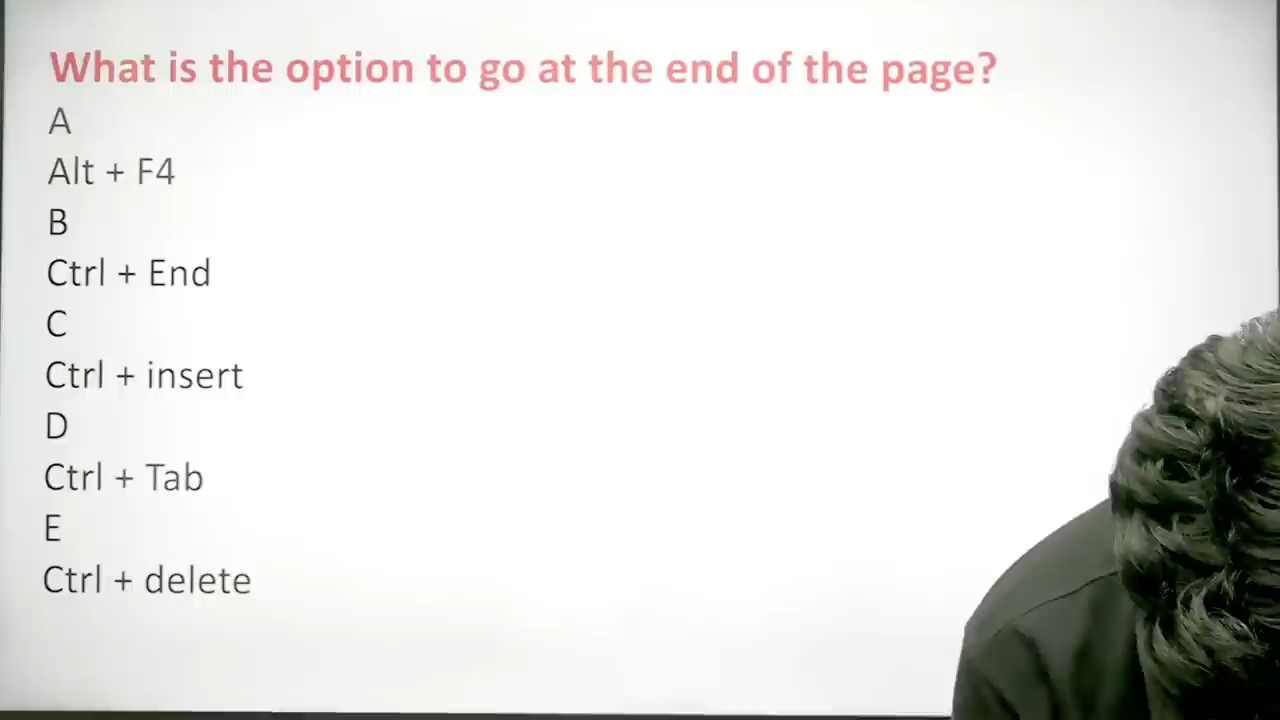 What is the option to go at the end of the page?
A
Alt + F4
B
Ctrl + End
C
Ctrl + insert
D
Ctrl + Tab
E
Ctrl + delete